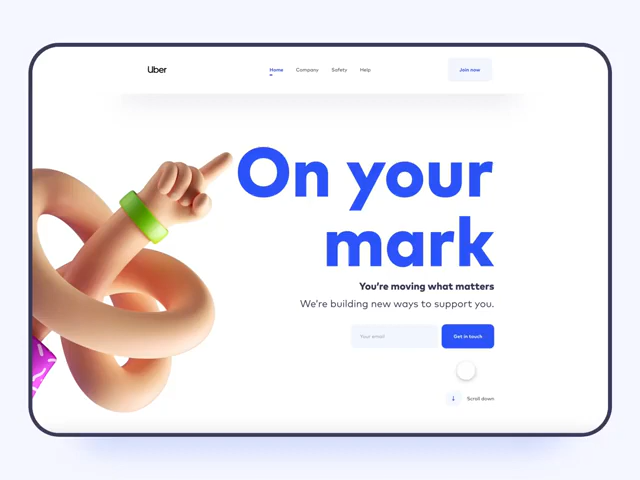 Uber
Home Company Safety Help
Join now
On your
mark
You're moving what matters
We're building new ways to support you.
Your email
Get in touch
Scroll down